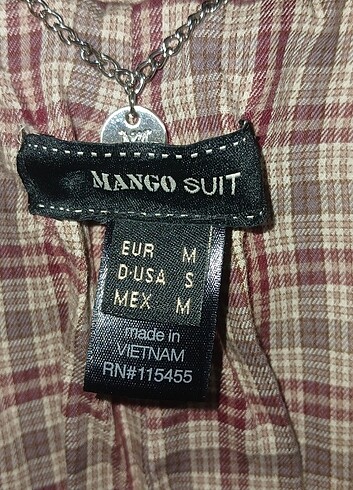 MANGO SUIT
EUR M
D·USA S
MEX M
made in
VIETNAM
RN#115455